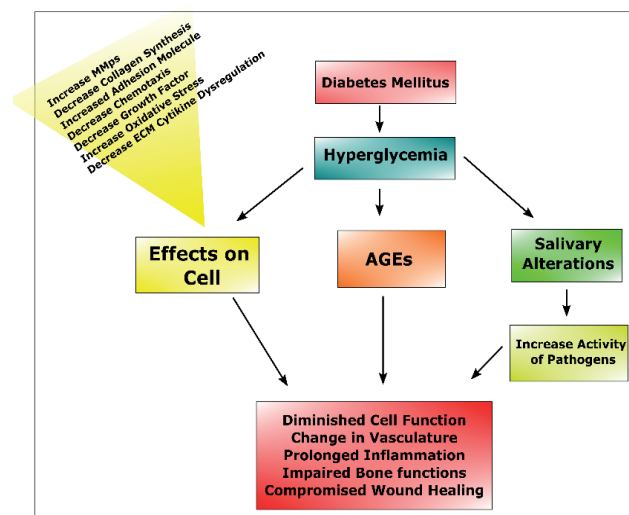 Increase MMps
Decrease Collagen Synthesis
Increased Adhesion Molecule
Decrease Chemotaxis
Decrease Growth Factor
Increase Oxidative Stress
Decrease ECM Cytikine Dysregulation
Diabetes Mellitus
Hyperglycemia
Effects on
Cell
AGEs
Salivary
Alterations
Increase Activity
of Pathogens
Diminished Cell Function
Change in Vasculature
Prolonged Inflammation
Impaired Bone functions
Compromised Wound Healing